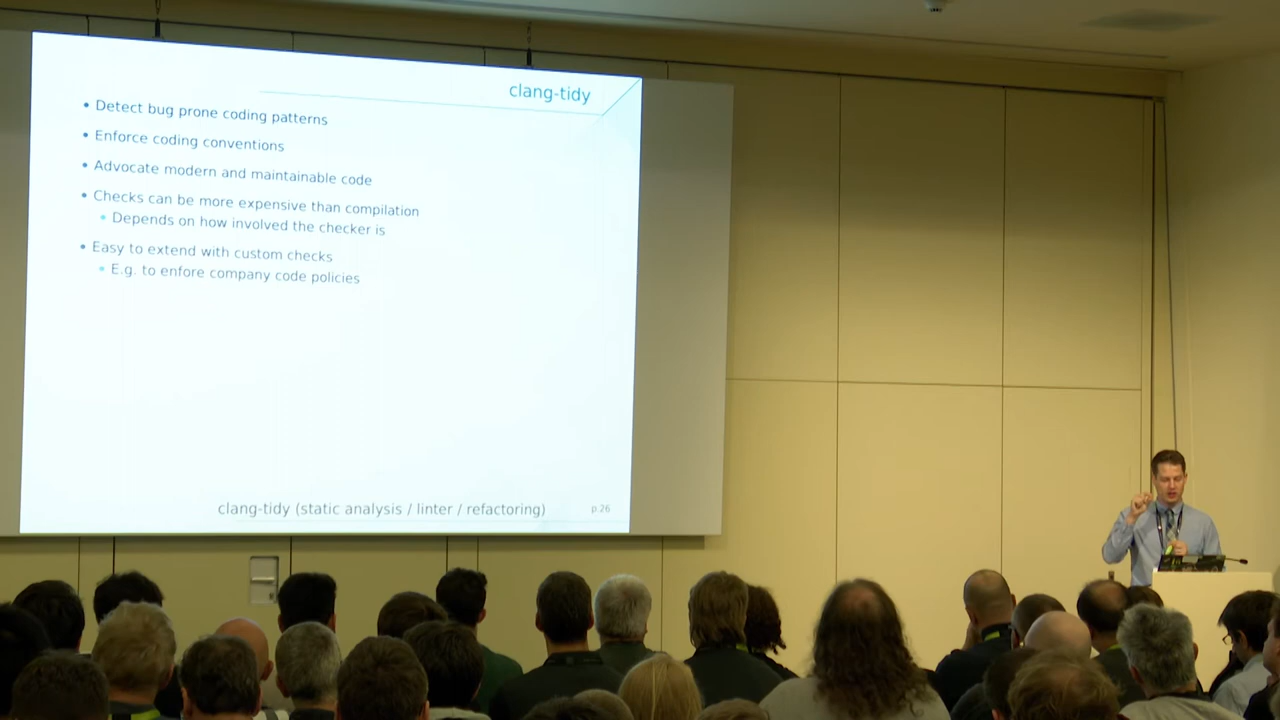 clang-tidy
• Detect bug prone coding patterns
• Enforce coding conventions
• Advocate modern and maintainable code
• Checks can be more expensive than compilation
• Depends on how involved the checker is
• Easy to extend with custom checks
• E.g. to enfore company code policies
clang-tidy (static analysis / linter / refactoring)
p.26